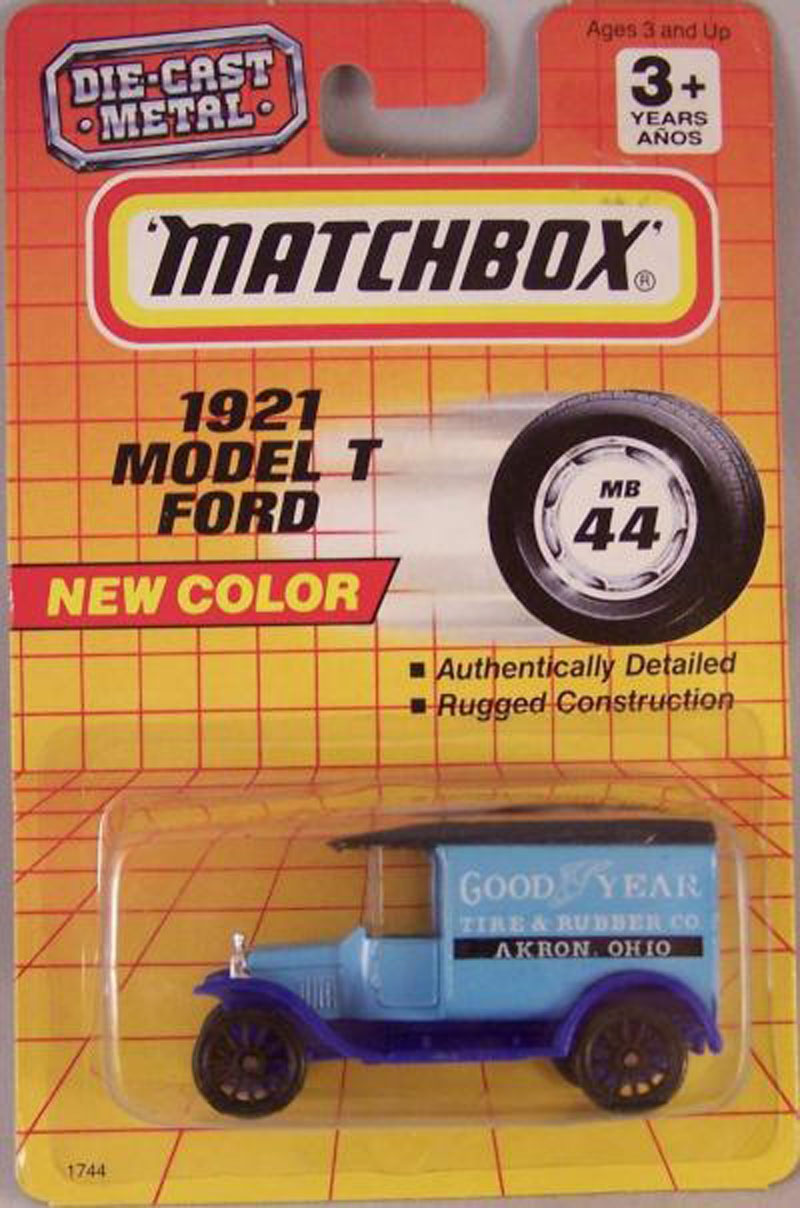 Ages 3 and Up
DIE-CAST
•METAL•
3+
YEARS
AÑOS
'MATCHBOX'®
1921
MODEL T
FORD
MB
44
NEW COLOR
▪ Authentically Detailed
▪ Rugged Construction
GOOD YEAR
TIRE & RUBBER CO.
AKRON, OHIO
1744